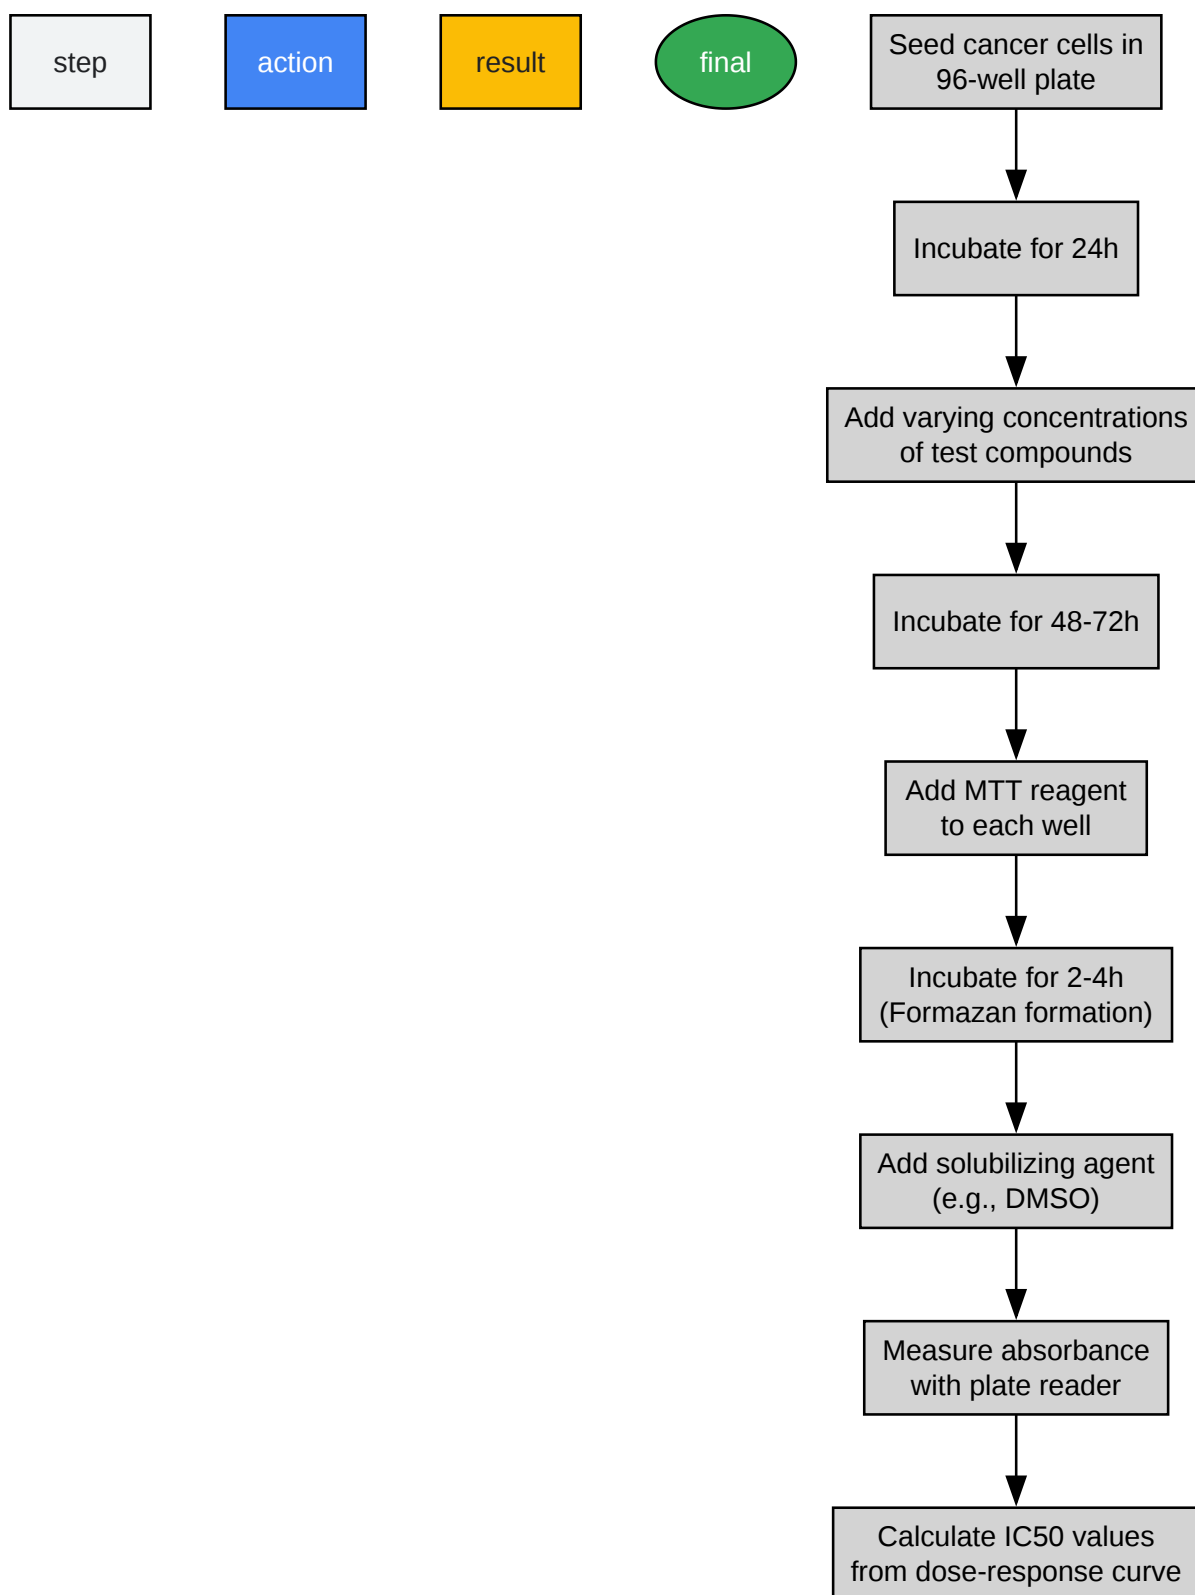 step
action
result
final
Seed cancer cells in
96-well plate
Incubate for 24h
Add varying concentrations
of test compounds
Incubate for 48-72h
Add MTT reagent
to each well
Incubate for 2-4h
(Formazan formation)
Add solubilizing agent
(e.g., DMSO)
Measure absorbance
with plate reader
Calculate IC50 values
from dose-response curve